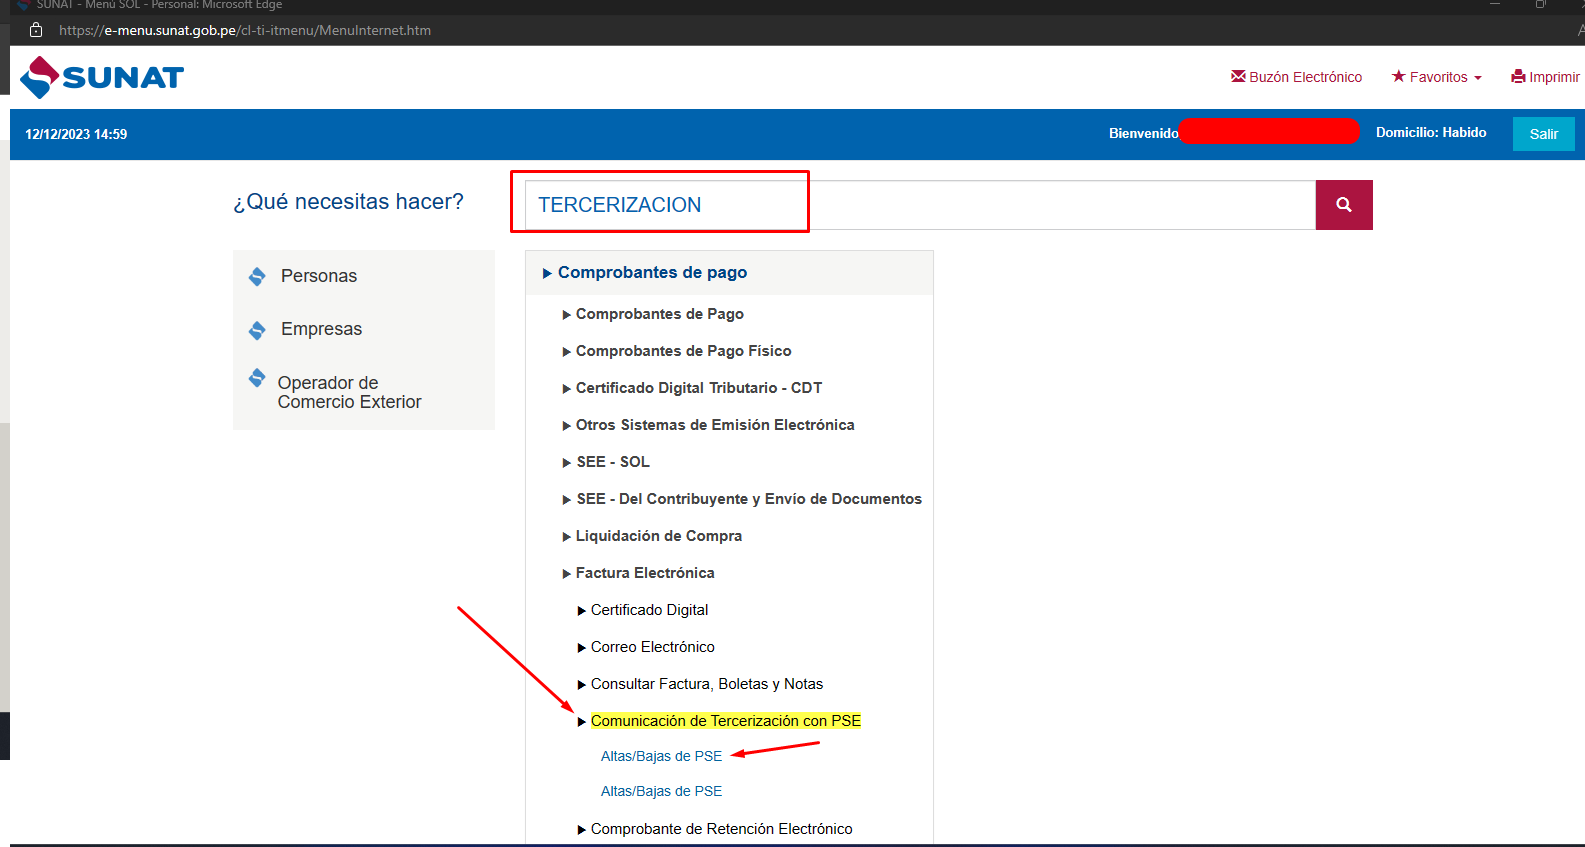 SUNAT - Menú SOL - Personal: Microsoft Edge
https://e-menu.sunat.gob.pe/cl-ti-itmenu/MenuInternet.htm
SUNAT
Buzón Electrónico
Favoritos
Imprimir
12/12/2023 14:59
Bienvenido
Domicilio: Habido
Salir
¿Qué necesitas hacer?
TERCERIZACION
Personas
Empresas
Operador de
Comercio Exterior
Comprobantes de pago
Comprobantes de Pago
Comprobantes de Pago Físico
Certificado Digital Tributario - CDT
Otros Sistemas de Emisión Electrónica
SEE - SOL
SEE - Del Contribuyente y Envío de Documentos
Liquidación de Compra
Factura Electrónica
Certificado Digital
Correo Electrónico
Consultar Factura, Boletas y Notas
Comunicación de Tercerización con PSE
Altas/Bajas de PSE
Altas/Bajas de PSE
Comprobante de Retención Electrónico